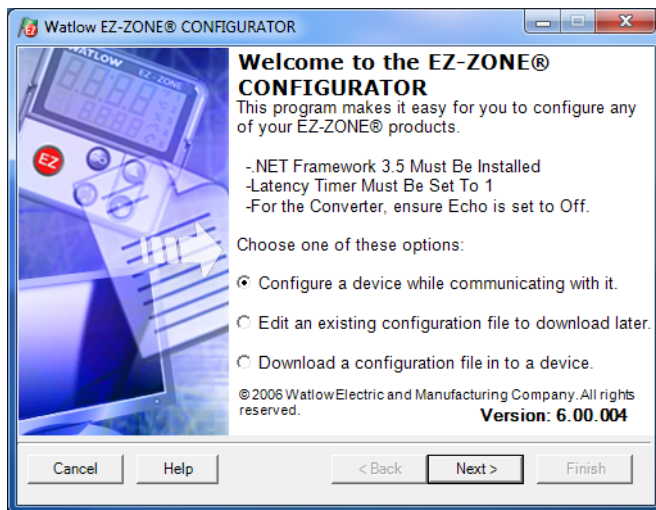 Watlow EZ-ZONE® CONFIGURATOR
WATLOW EZ-ZONE
EZ
Welcome to the EZ-ZONE®
CONFIGURATOR
This program makes it easy for you to configure any
of your EZ-ZONE® products.
-.NET Framework 3.5 Must Be Installed
-Latency Timer Must Be Set To 1
-For the Converter, ensure Echo is set to Off.
Choose one of these options:
Configure a device while communicating with it.
Edit an existing configuration file to download later.
Download a configuration file in to a device.
©2006 Watlow Electric and Manufacturing Company. All rights
reserved.
Version: 6.00.004
Cancel Help < Back Next > Finish